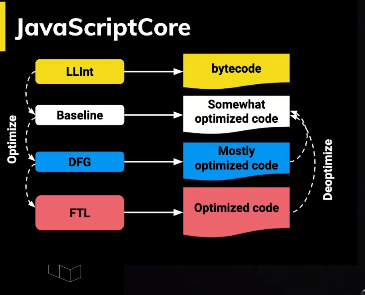 JavaScriptCore
LLInt
bytecode
Baseline
Somewhat
optimized code
Optimize
DFG
Mostly
optimized code
Deoptimize
FTL
Optimized code